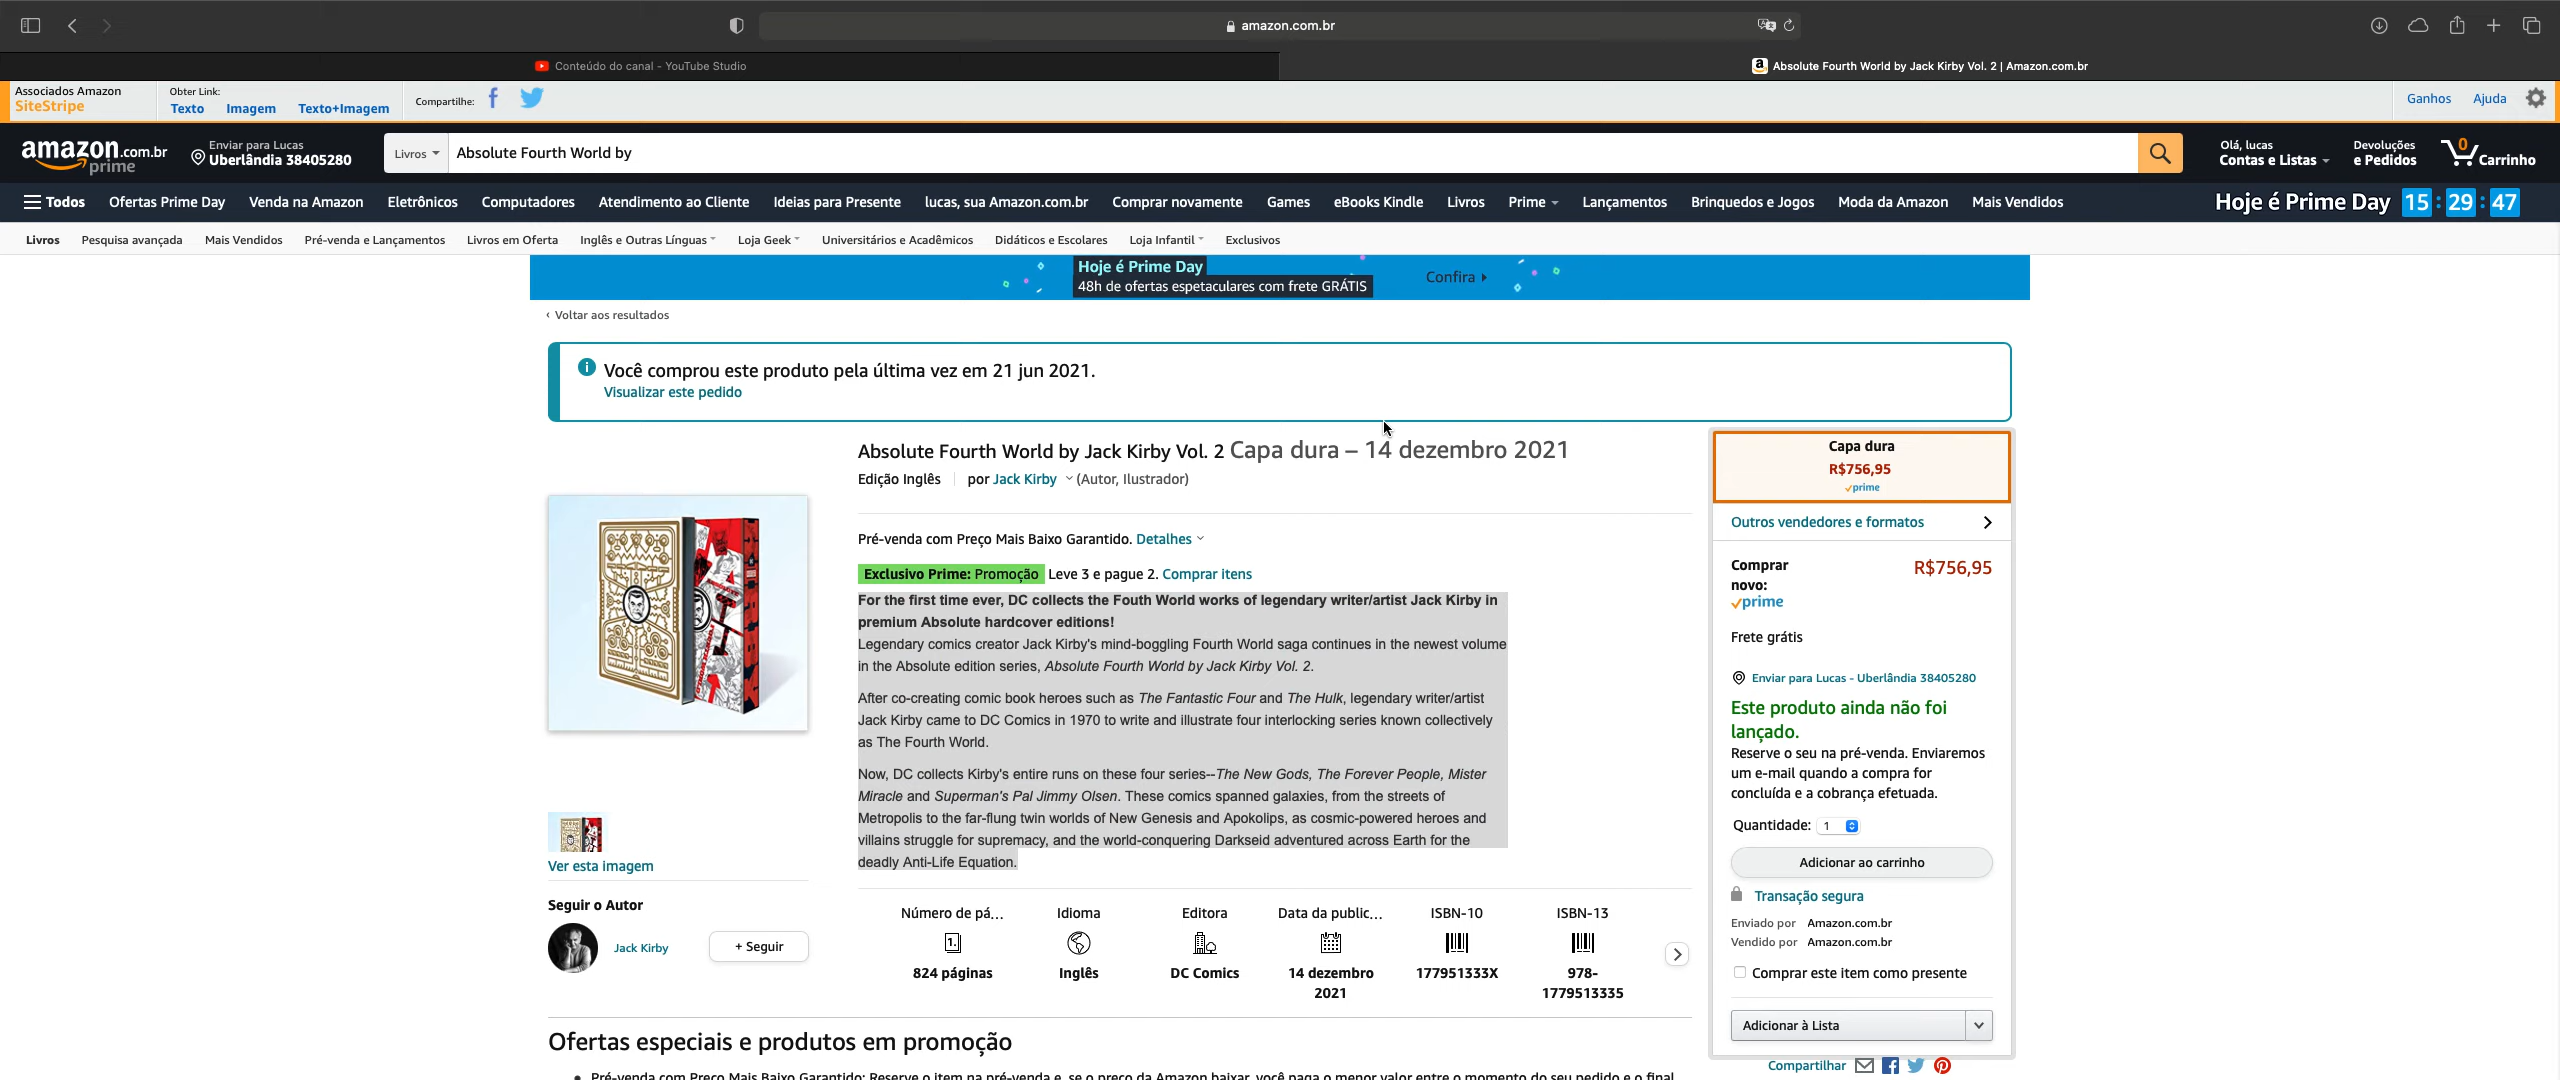 amazon.com.br
Conteúdo do canal - YouTube Studio
Absolute Fourth World by Jack Kirby Vol. 2 | Amazon.com.br
Associados Amazon
SiteStripe
Obter Link:
Texto Imagem Texto+Imagem
Compartilhe:
Ganhos Ajuda
amazon.com.br
prime
Enviar para Lucas
Uberlândia 38405280
Livros
Absolute Fourth World by
Olá, lucas
Contas e Listas
Devoluções
e Pedidos
0
Carrinho
Todos Ofertas Prime Day Venda na Amazon Eletrônicos Computadores Atendimento ao Cliente Ideias para Presente lucas, sua Amazon.com.br Comprar novamente Games eBooks Kindle Livros Prime Lançamentos Brinquedos e Jogos Moda da Amazon Mais Vendidos
Hoje é Prime Day 15 : 29 : 47
Livros Pesquisa avançada Mais Vendidos Pré-venda e Lançamentos Livros em Oferta Inglês e Outras Línguas Loja Geek Universitários e Acadêmicos Didáticos e Escolares Loja Infantil Exclusivos
Hoje é Prime Day
48h de ofertas espetaculares com frete GRÁTIS
Confira
‹ Voltar aos resultados
Você comprou este produto pela última vez em 21 jun 2021.
Visualizar este pedido
Absolute Fourth World by Jack Kirby Vol. 2 Capa dura – 14 dezembro 2021
Edição Inglês por Jack Kirby (Autor, Ilustrador)
Pré-venda com Preço Mais Baixo Garantido. Detalhes
Exclusivo Prime: Promoção Leve 3 e pague 2. Comprar itens
For the first time ever, DC collects the Fouth World works of legendary writer/artist Jack Kirby in
premium Absolute hardcover editions!
Legendary comics creator Jack Kirby's mind-boggling Fourth World saga continues in the newest volume
in the Absolute edition series, Absolute Fourth World by Jack Kirby Vol. 2.
After co-creating comic book heroes such as The Fantastic Four and The Hulk, legendary writer/artist
Jack Kirby came to DC Comics in 1970 to write and illustrate four interlocking series known collectively
as The Fourth World.
Now, DC collects Kirby's entire runs on these four series--The New Gods, The Forever People, Mister
Miracle and Superman's Pal Jimmy Olsen. These comics spanned galaxies, from the streets of
Metropolis to the far-flung twin worlds of New Genesis and Apokolips, as cosmic-powered heroes and
villains struggle for supremacy, and the world-conquering Darkseid adventured across Earth for the
deadly Anti-Life Equation.
Ver esta imagem
Seguir o Autor
Jack Kirby
+ Seguir
Número de pá...
824 páginas
Idioma
Inglês
Editora
DC Comics
Data da public...
14 dezembro
2021
ISBN-10
177951333X
ISBN-13
978-
1779513335
Ofertas especiais e produtos em promoção
Pré-venda com Preço Mais Baixo Garantido: Reserve o item na pré-venda e, se o preço da Amazon baixar, você paga o menor valor entre o momento do seu pedido e o final
Capa dura
R$756,95
prime
Outros vendedores e formatos
Comprar
novo:
R$756,95
prime
Frete grátis
Enviar para Lucas - Uberlândia 38405280
Este produto ainda não foi
lançado.
Reserve o seu na pré-venda. Enviaremos
um e-mail quando a compra for
concluída e a cobrança efetuada.
Quantidade: 1
Adicionar ao carrinho
Transação segura
Enviado por Amazon.com.br
Vendido por Amazon.com.br
Comprar este item como presente
Adicionar à Lista
Compartilhar